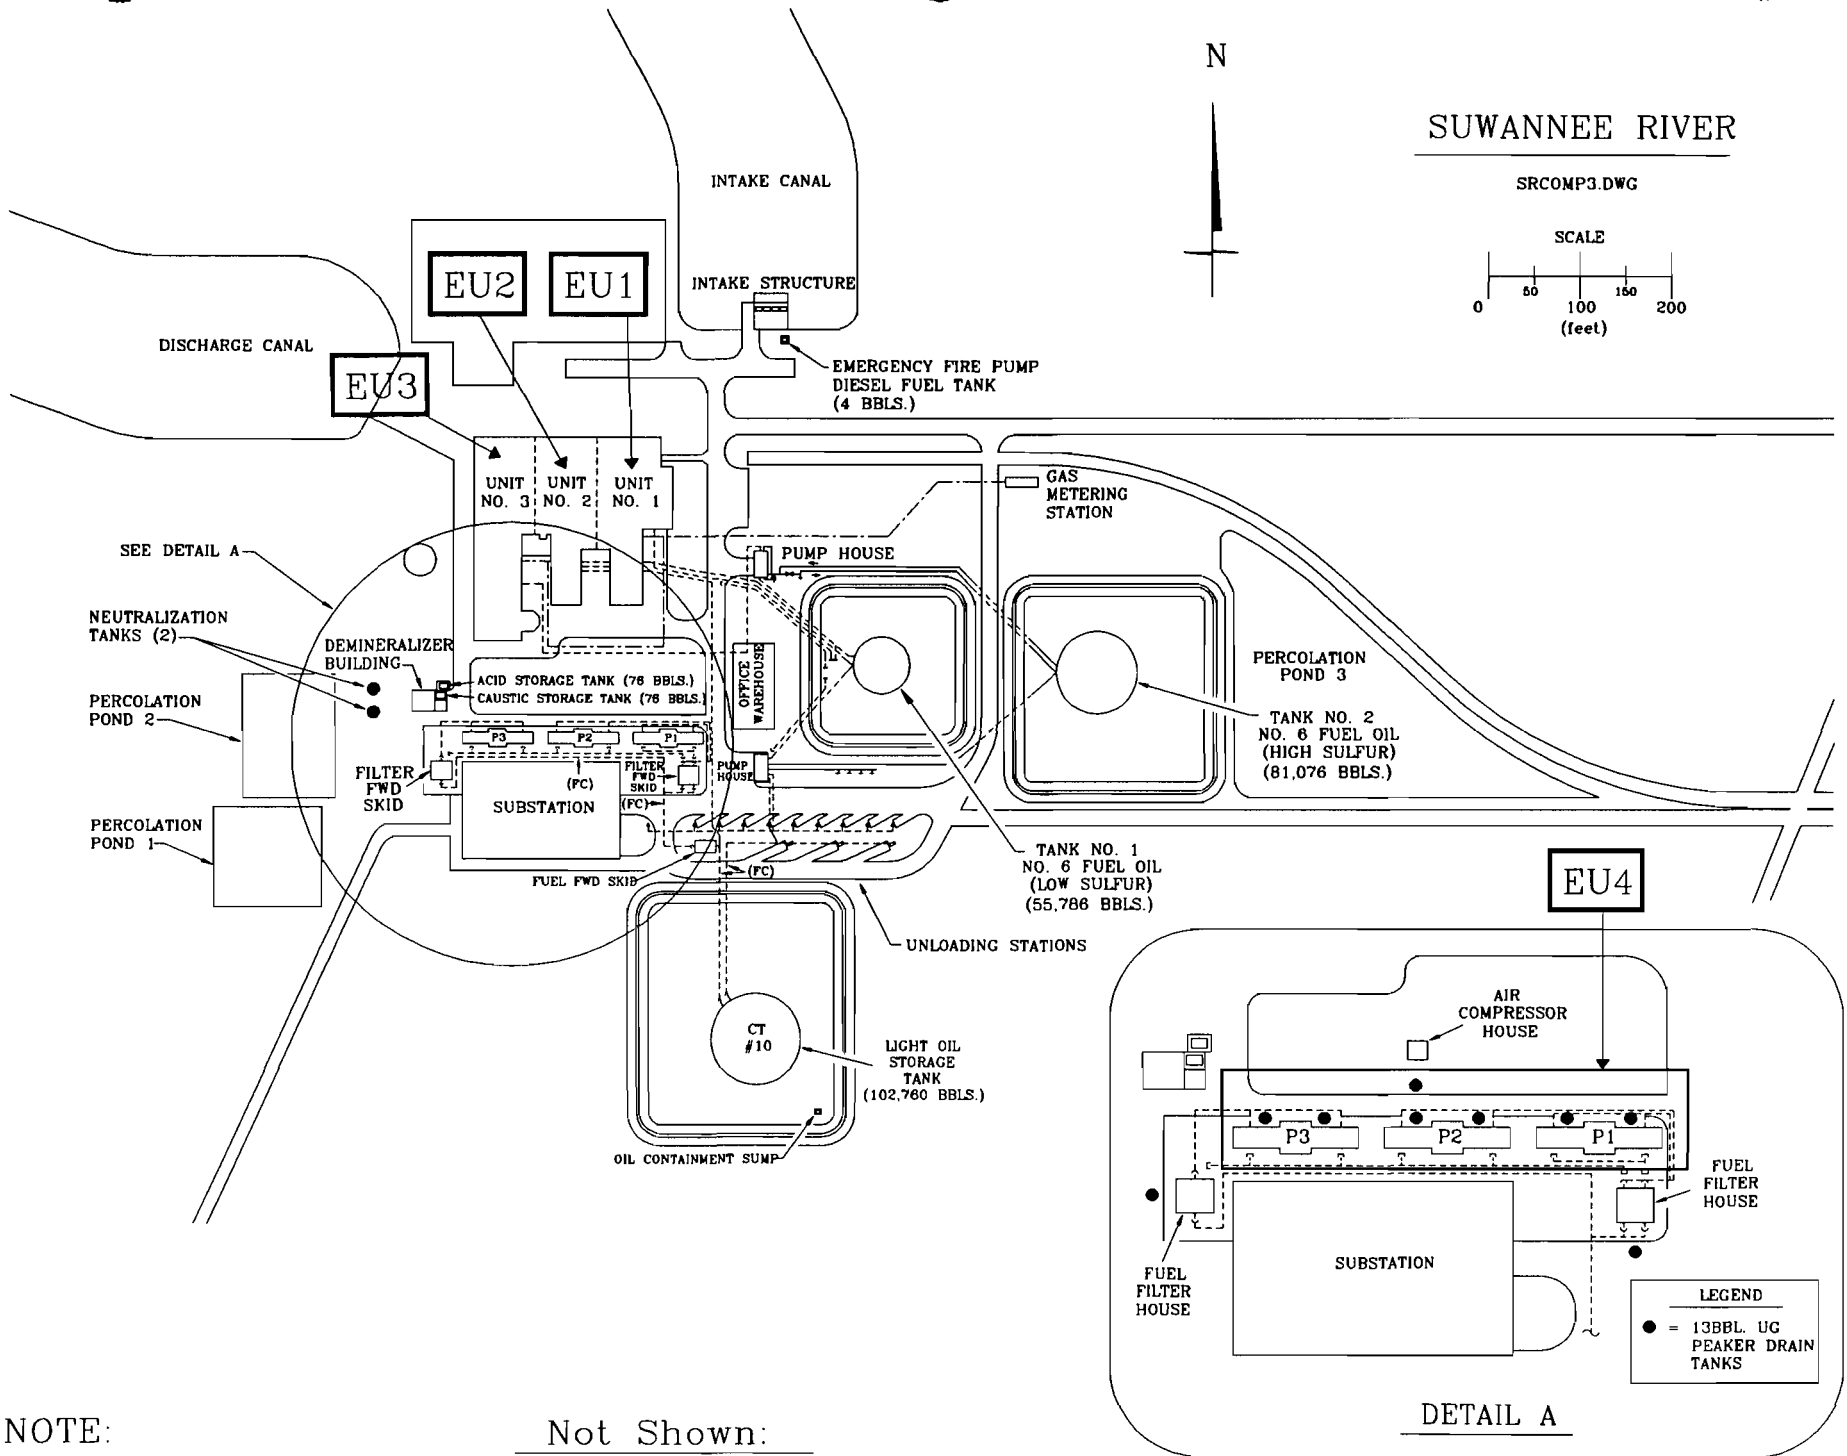 N
SUWANNEE RIVER
SRCOMP3.DWG
SCALE
0 50 100 150 200
(feet)
INTAKE CANAL
INTAKE STRUCTURE
EU2
EU1
EU3
DISCHARGE CANAL
EMERGENCY FIRE PUMP
DIESEL FUEL TANK
(4 BBLS.)
UNIT
NO. 3
UNIT
NO. 2
UNIT
NO. 1
GAS
METERING
STATION
SEE DETAIL A
PUMP HOUSE
NEUTRALIZATION
TANKS (2)
DEMINERALIZER
BUILDING
ACID STORAGE TANK (76 BBLS.)
CAUSTIC STORAGE TANK (76 BBLS.)
OFFICE
WAREHOUSE
PERCOLATION
POND 3
PERCOLATION
POND 2
TANK NO. 2
NO. 6 FUEL OIL
(HIGH SULFUR)
(81,076 BBLS.)
P3
P2
P1
FILTER
FWD
SKID
(FC)
FILTER
FWD
SKID
PUMP
HOUSE
(FC)
SUBSTATION
PERCOLATION
POND 1
TANK NO. 1
NO. 6 FUEL OIL
(LOW SULFUR)
(55,786 BBLS.)
FUEL FWD SKID
(FC)
UNLOADING STATIONS
CT
#10
LIGHT OIL
STORAGE
TANK
(102,760 BBLS.)
OIL CONTAINMENT SUMP
EU4
AIR
COMPRESSOR
HOUSE
P3
P2
P1
FUEL
FILTER
HOUSE
FUEL
FILTER
HOUSE
SUBSTATION
LEGEND
= 13BBL. UG
PEAKER DRAIN
TANKS
DETAIL A
NOTE:
Not Shown: